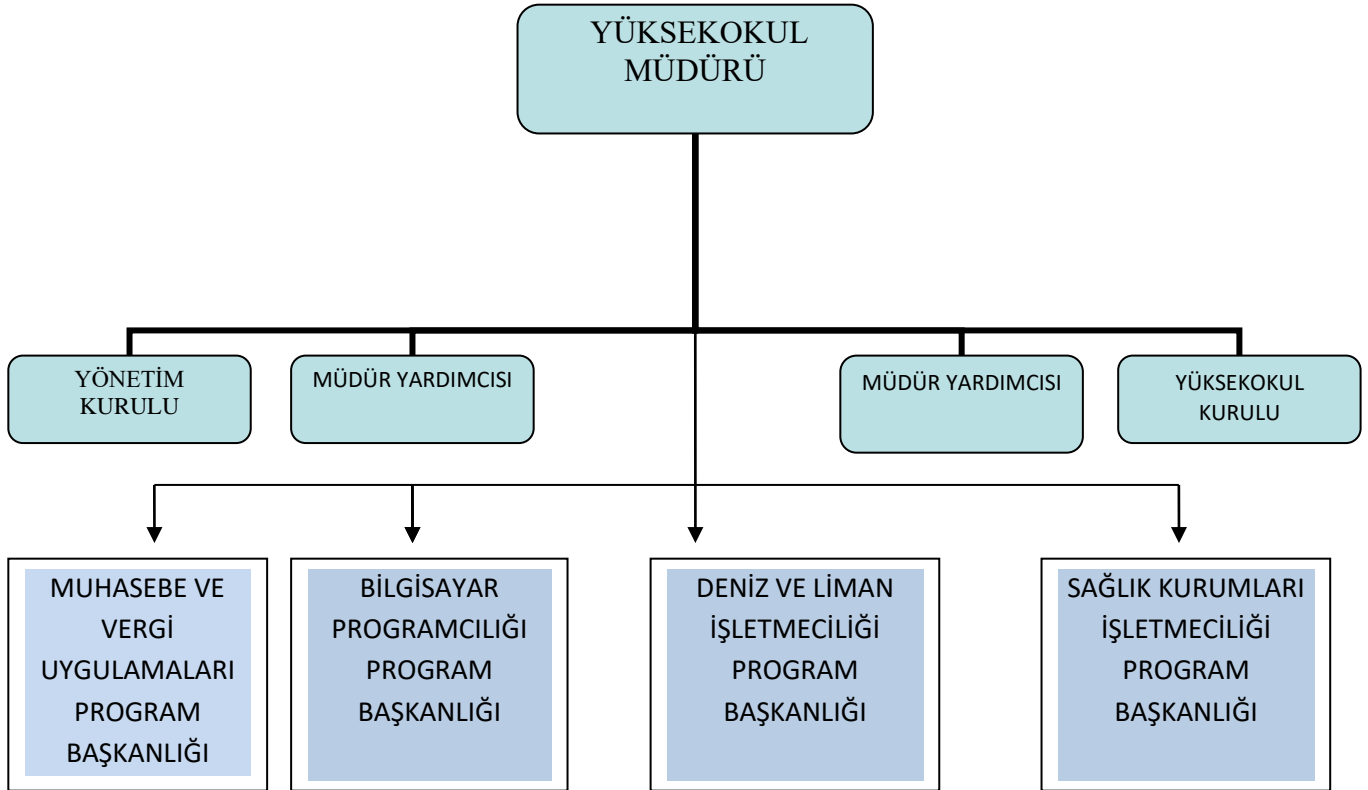 YÜKSEKOKUL
MÜDÜRÜ
YÖNETİM
KURULU
MÜDÜR YARDIMCISI
MÜDÜR YARDIMCISI
YÜKSEKOKUL
KURULU
MUHASEBE VE
VERGİ
UYGULAMALARI
PROGRAM
BAŞKANLIĞI
BİLGİSAYAR
PROGRAMCILIĞI
PROGRAM
BAŞKANLIĞI
DENİZ VE LİMAN
İŞLETMECİLİĞİ
PROGRAM
BAŞKANLIĞI
SAĞLIK KURUMLARI
İŞLETMECİLİĞİ
PROGRAM
BAŞKANLIĞI